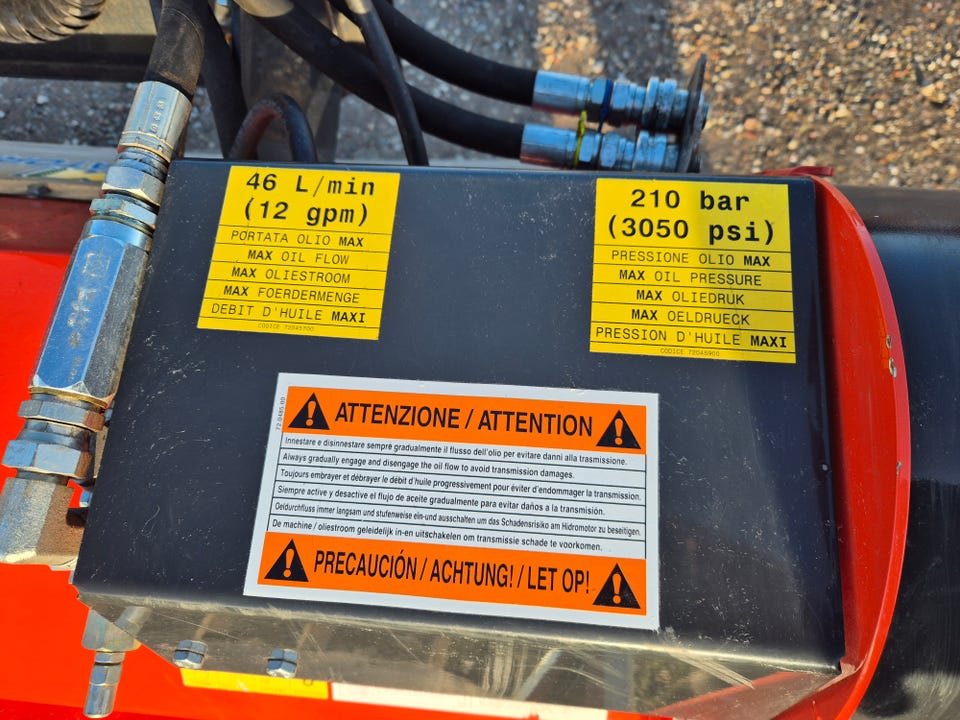 46 L/min
(12 gpm)
PORTATA OLIO MAX
MAX OIL FLOW
MAX OLIESTROOM
MAX FOERDERMENGE
DEBIT D'HUILE MAXI
CODICE 72045700
210 bar
(3050 psi)
PRESSIONE OLIO MAX
MAX OIL PRESSURE
MAX OLIEDRUK
MAX OELDRUECK
PRESSION D'HUILE MAXI
CODICE 72045900
72.0485.00
ATTENZIONE / ATTENTION
Innestare e disinnestare sempre gradualmente il flusso dell'olio per evitare danni alla trasmissione.
Always gradually engage and disengage the oil flow to avoid transmission damages.
Toujours embrayer et débrayer le débit d'huile progressivement pour éviter d'endommager la transmission.
Siempre active y desactive el flujo de aceite gradualmente para evitar daños a la transmisión.
Oeldurchfluss immer langsam und stufenweise ein-und ausschalten um das Schadensrisiko am Hidromotor zu beseitigen.
De machine / oliestroom geleidelijk in-en uitschakelen om transmissie schade te voorkomen.
PRECAUCIÓN / ACHTUNG! / LET OP!